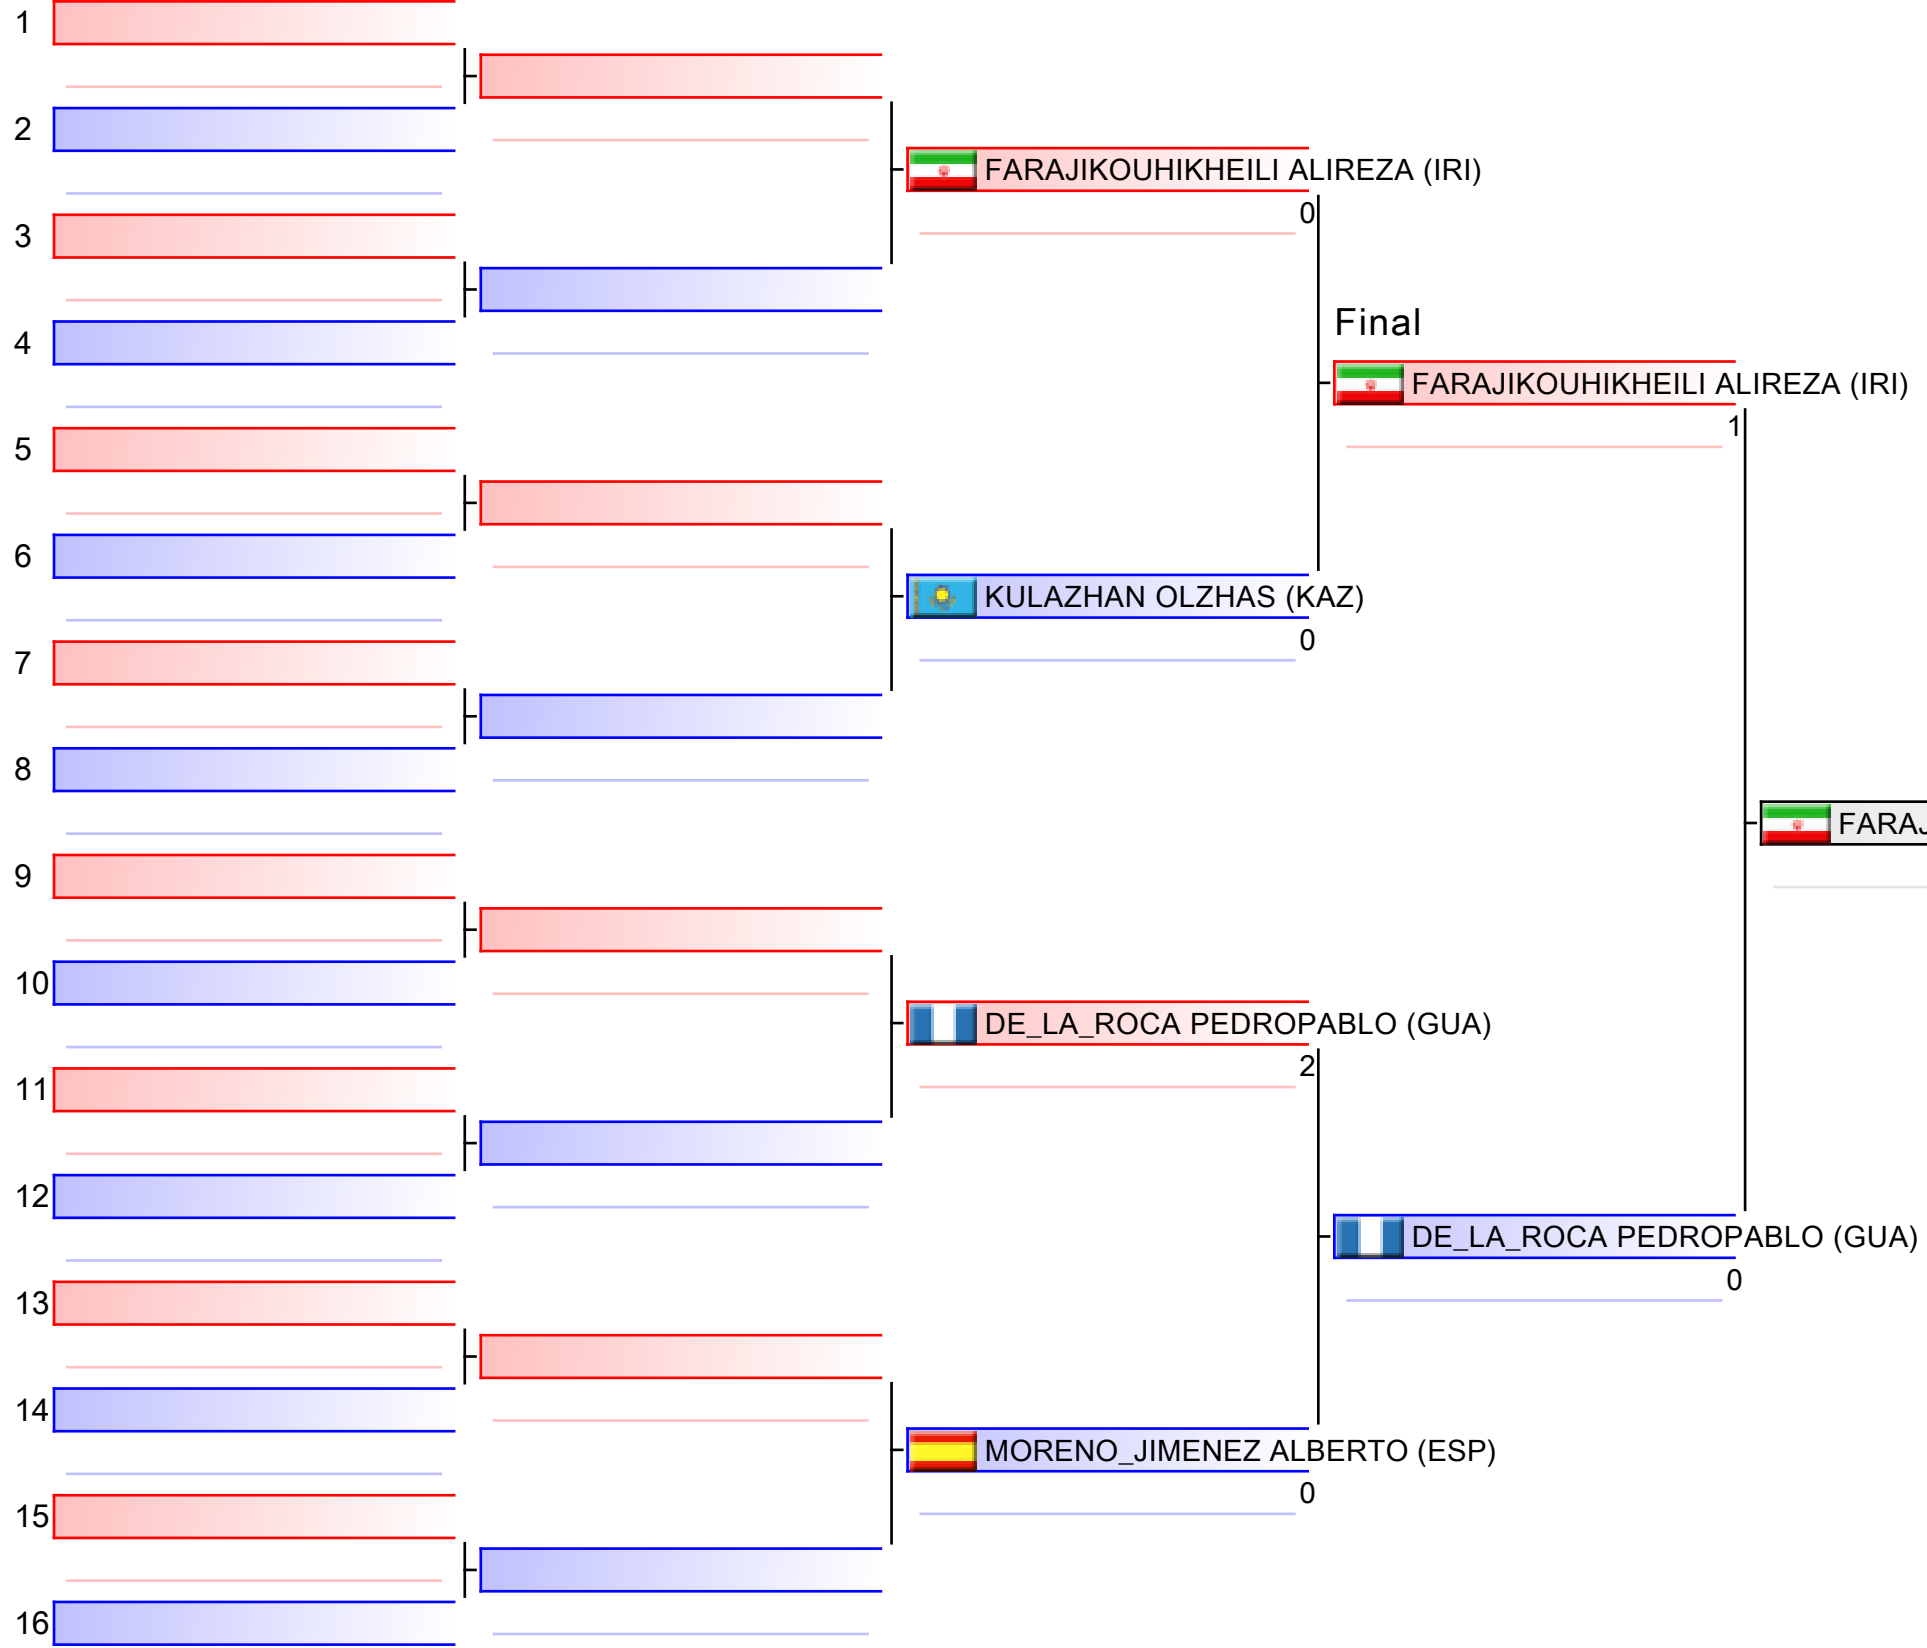 1
2
FARAJIKOUHIKHEILI ALIREZA (IRI)
0
3
Final
4
FARAJIKOUHIKHEILI ALIREZA (IRI)
1
5
6
KULAZHAN OLZHAS (KAZ)
0
7
8
FARAJ
9
10
DE_LA_ROCA PEDROPABLO (GUA)
2
11
12
DE_LA_ROCA PEDROPABLO (GUA)
0
13
14
MORENO_JIMENEZ ALBERTO (ESP)
0
15
16